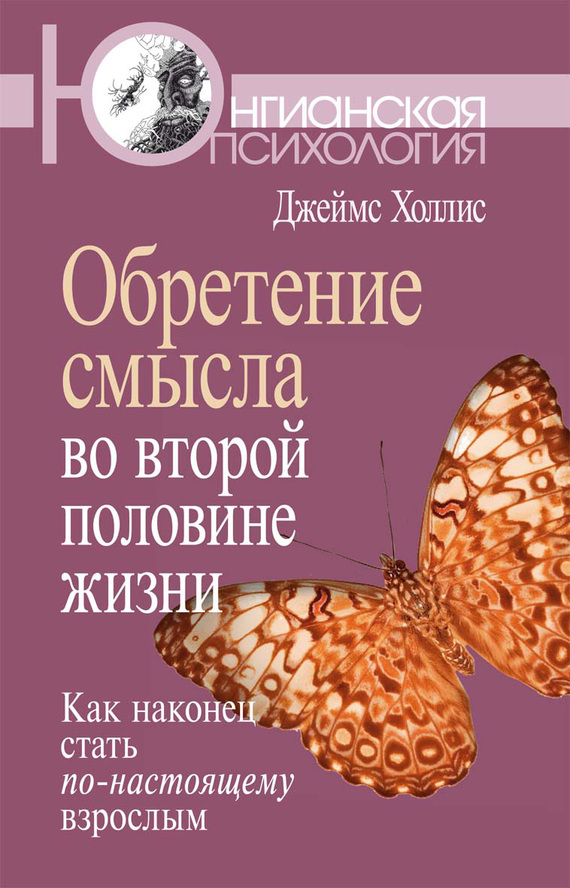 Юнгианская
психология
Джеймс Холлис
Обретение
смысла
во второй
половине
жизни
Как наконец
стать
по-настоящему
взрослым